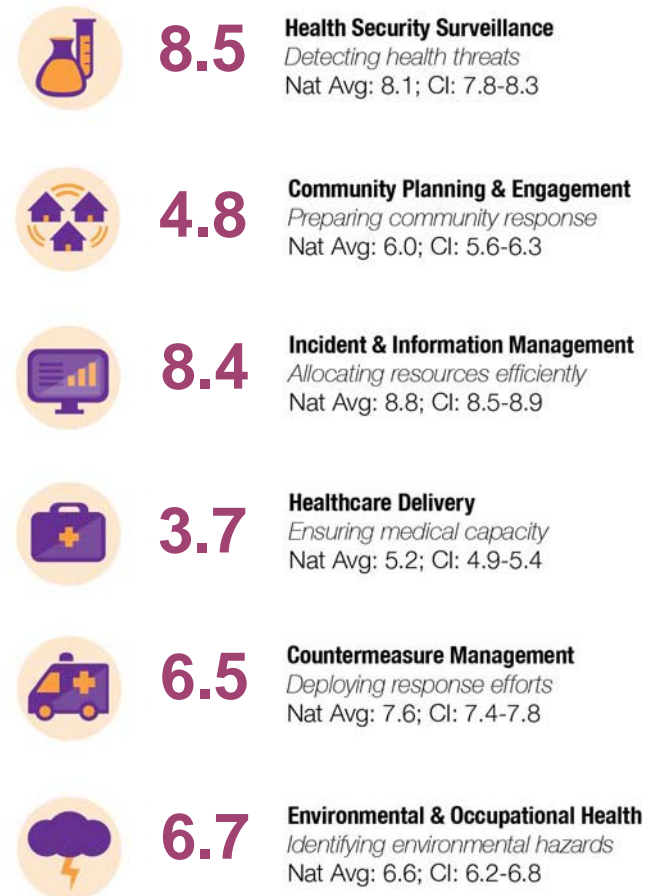 8.5
Health Security Surveillance
Detecting health threats
Nat Avg: 8.1; CI: 7.8-8.3
4.8
Community Planning & Engagement
Preparing community response
Nat Avg: 6.0; CI: 5.6-6.3
8.4
Incident & Information Management
Allocating resources efficiently
Nat Avg: 8.8; CI: 8.5-8.9
3.7
Healthcare Delivery
Ensuring medical capacity
Nat Avg: 5.2; CI: 4.9-5.4
6.5
Countermeasure Management
Deploying response efforts
Nat Avg: 7.6; CI: 7.4-7.8
6.7
Environmental & Occupational Health
Identifying environmental hazards
Nat Avg: 6.6; CI: 6.2-6.8